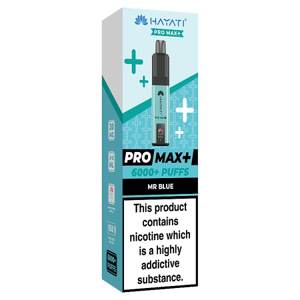 HAYATI
PRO MAX+
PRO MAX+
6000+ PUFFS
MR BLUE
This product
contains
nicotine which
is a highly
addictive
substance.